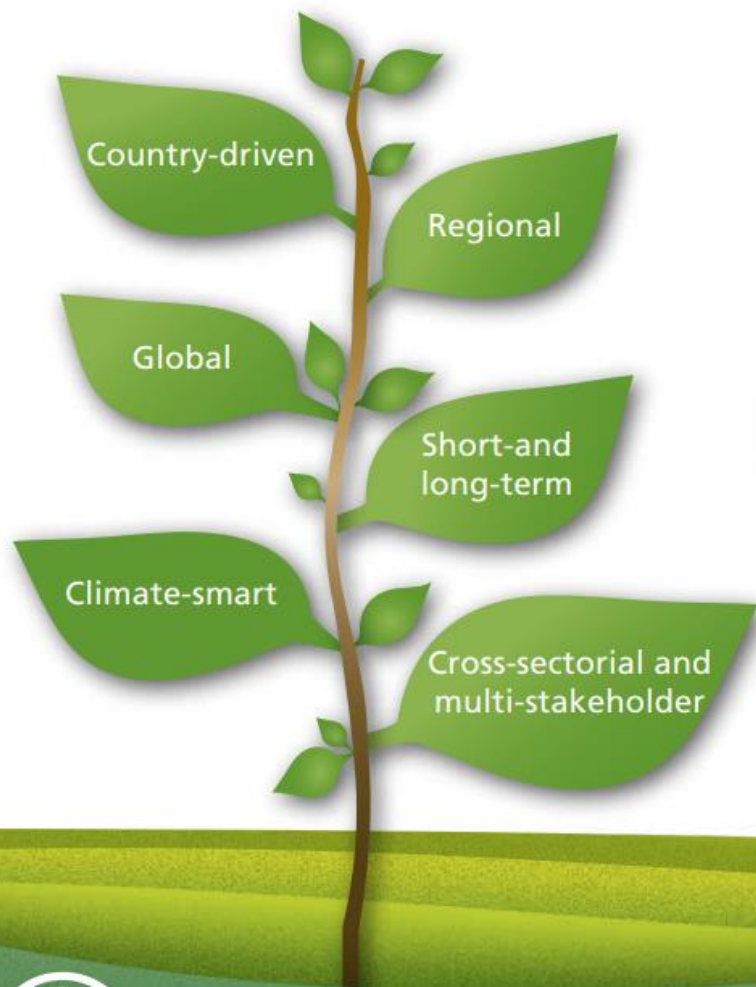 Country-driven
Regional
Global
Short-and
long-term
Climate-smart
Cross-sectorial and
multi-stakeholder